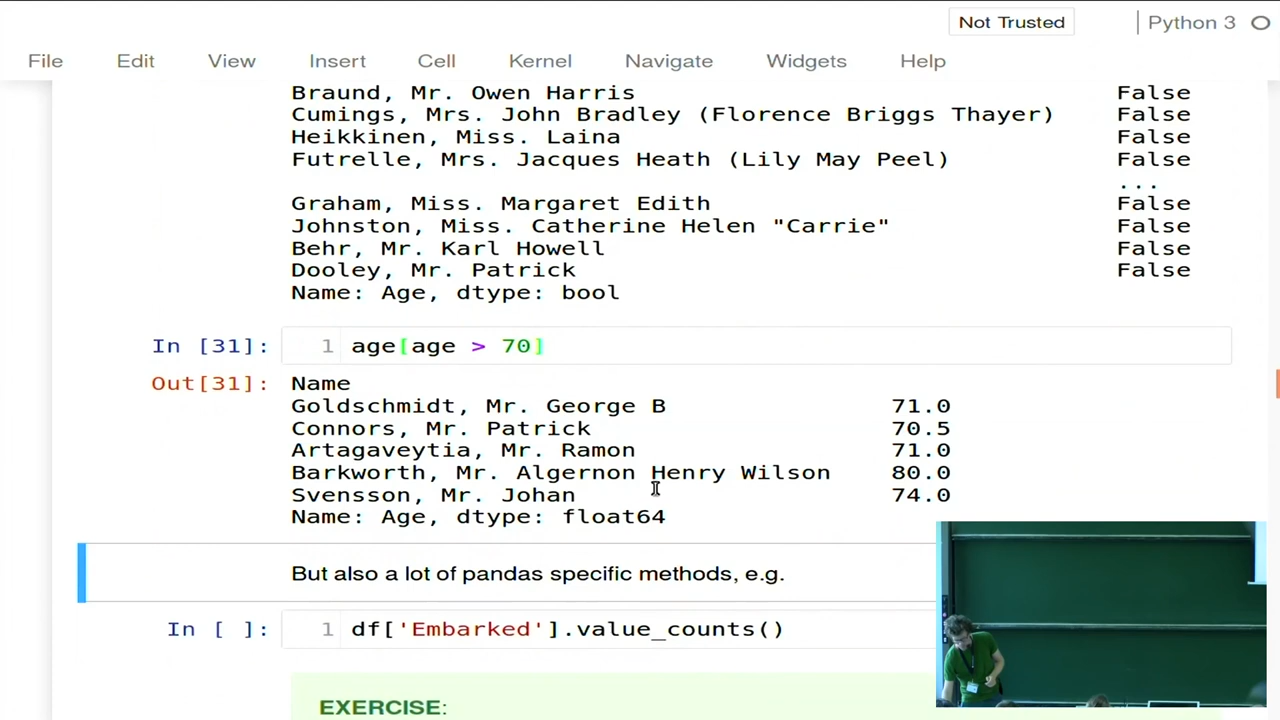 Not Trusted
Python 3
File Edit View Insert Cell Kernel Navigate Widgets Help
Braund, Mr. Owen Harris False
Cumings, Mrs. John Bradley (Florence Briggs Thayer) False
Heikkinen, Miss. Laina False
Futrelle, Mrs. Jacques Heath (Lily May Peel) False
...
Graham, Miss. Margaret Edith False
Johnston, Miss. Catherine Helen "Carrie" False
Behr, Mr. Karl Howell False
Dooley, Mr. Patrick False
Name: Age, dtype: bool
In [31]: 1 age[age > 70]
Out[31]: Name
Goldschmidt, Mr. George B 71.0
Connors, Mr. Patrick 70.5
Artagaveytia, Mr. Ramon 71.0
Barkworth, Mr. Algernon Henry Wilson 80.0
Svensson, Mr. Johan 74.0
Name: Age, dtype: float64
But also a lot of pandas specific methods, e.g.
In [ ]: 1 df['Embarked'].value_counts()
EXERCISE: